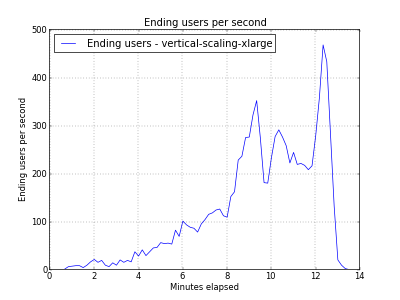 Ending users per second
Ending users - vertical-scaling-xlarge
Ending users per second
500
400
300
200
100
0
0 2 4 6 8 10 12 14
Minutes elapsed